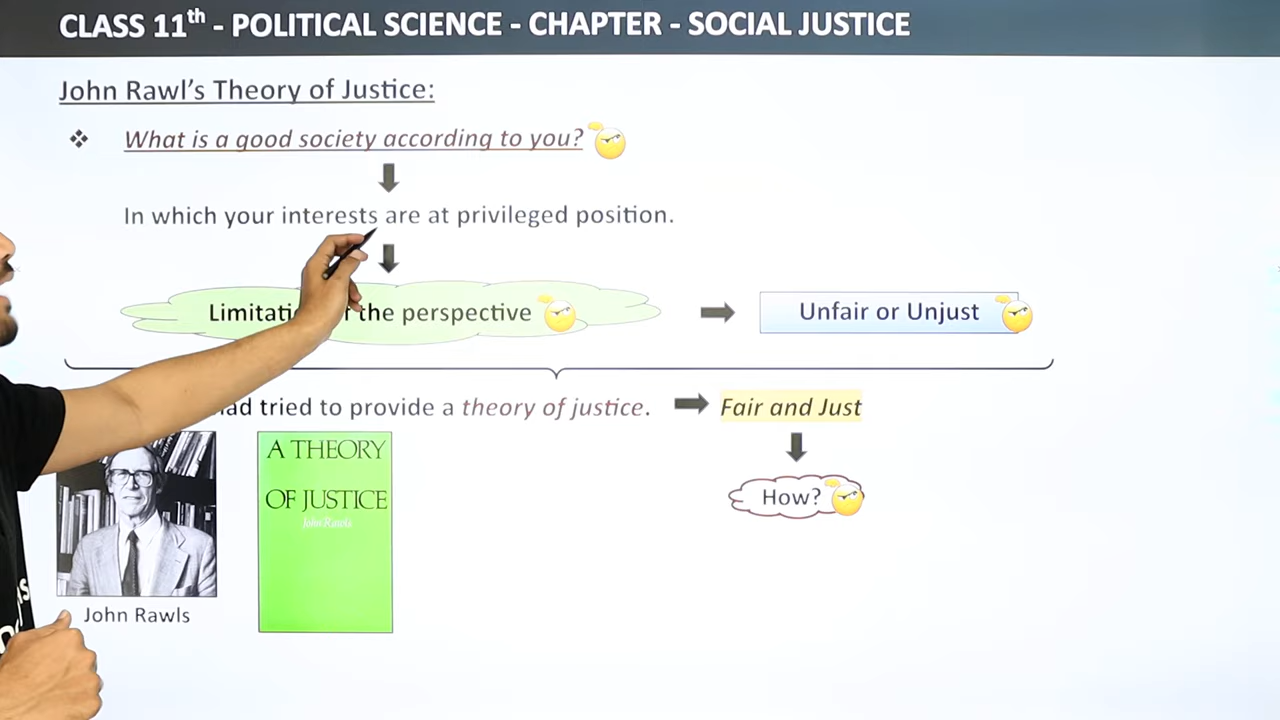 CLASS 11th - POLITICAL SCIENCE - CHAPTER - SOCIAL JUSTICE
John Rawl's Theory of Justice:
❖ What is a good society according to you?
In which your interests are at privileged position.
the perspective
Unfair or Unjust
tried to provide a theory of justice.
Fair and Just
How?
A THEORY
OF JUSTICE
John Rawls
John Rawls